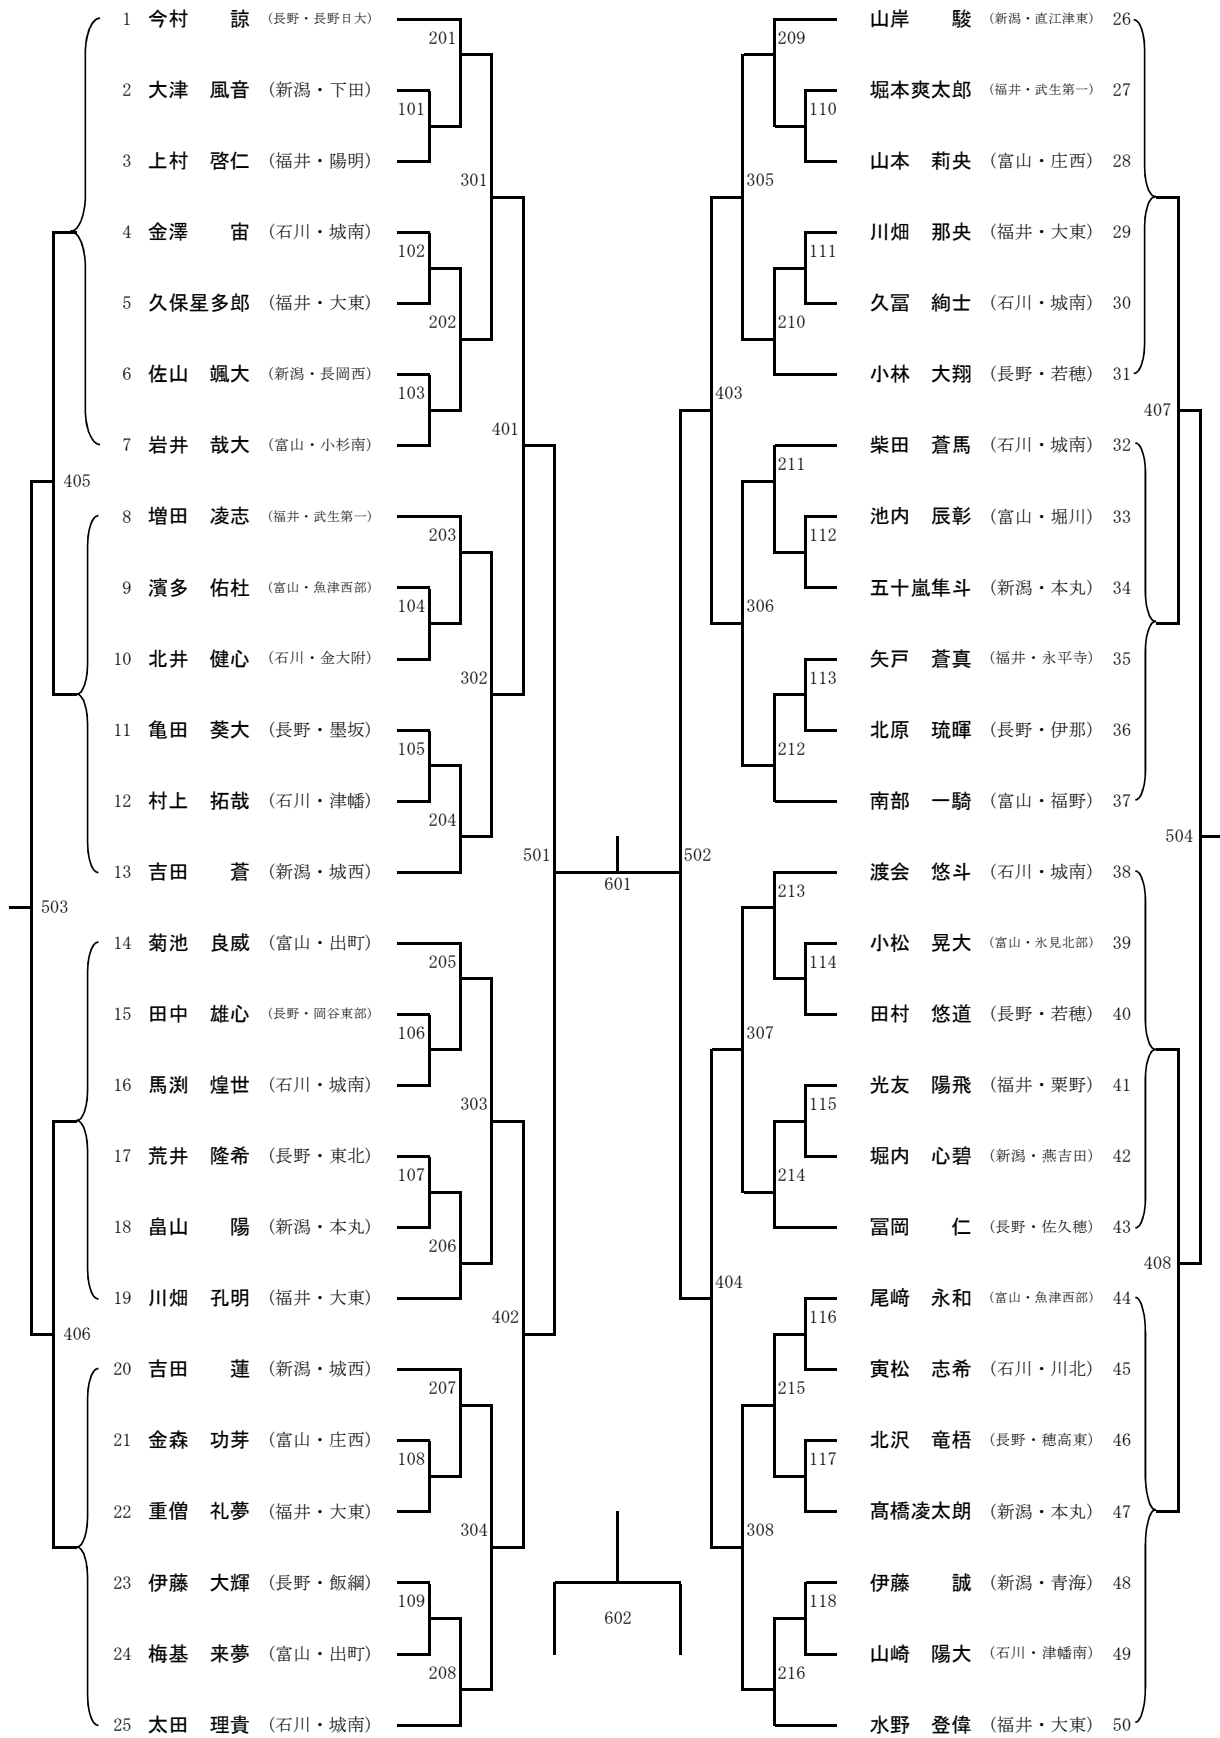 1 今村 諒 (長野・長野日大)
2 大津 風音 (新潟・下田)
3 上村 啓仁 (福井・陽明)
4 金澤 宙 (石川・城南)
5 久保星多郎 (福井・大東)
6 佐山 颯大 (新潟・長岡西)
7 岩井 哉大 (富山・小杉南)
8 増田 凌志 (福井・武生第一)
9 濱多 佑杜 (富山・魚津西部)
10 北井 健心 (石川・金大附)
11 亀田 葵大 (長野・墨坂)
12 村上 拓哉 (石川・津幡)
13 吉田 蒼 (新潟・城西)
14 菊池 良威 (富山・出町)
15 田中 雄心 (長野・岡谷東部)
16 馬渕 煌世 (石川・城南)
17 荒井 隆希 (長野・東北)
18 畠山 陽 (新潟・本丸)
19 川畑 孔明 (福井・大東)
20 吉田 蓮 (新潟・城西)
21 金森 功芽 (富山・庄西)
22 重僧 礼夢 (福井・大東)
23 伊藤 大輝 (長野・飯綱)
24 梅基 来夢 (富山・出町)
25 太田 理貴 (石川・城南)
405
503
406
201
101
301
102
202
103
401
203
104
302
105
204
501
205
106
303
107
206
402
207
108
304
109
208
601
602
502
209
110
305
111
210
403
211
112
306
113
212
213
114
307
115
214
404
116
215
117
308
118
216
山岸 駿 (新潟・直江津東) 26
堀本爽太郎 (福井・武生第一) 27
山本 莉央 (富山・庄西) 28
川畑 那央 (福井・大東) 29
久冨 絢士 (石川・城南) 30
小林 大翔 (長野・若穂) 31
柴田 蒼馬 (石川・城南) 32
池内 辰彰 (富山・堀川) 33
五十嵐隼斗 (新潟・本丸) 34
矢戸 蒼真 (福井・永平寺) 35
北原 琉暉 (長野・伊那) 36
南部 一騎 (富山・福野) 37
渡会 悠斗 (石川・城南) 38
小松 晃大 (富山・氷見北部) 39
田村 悠道 (長野・若穂) 40
光友 陽飛 (福井・粟野) 41
堀内 心碧 (新潟・燕吉田) 42
冨岡 仁 (長野・佐久穂) 43
尾﨑 永和 (富山・魚津西部) 44
寅松 志希 (石川・川北) 45
北沢 竜梧 (長野・穂高東) 46
髙橋凌太朗 (新潟・本丸) 47
伊藤 誠 (新潟・青海) 48
山崎 陽大 (石川・津幡南) 49
水野 登偉 (福井・大東) 50
407
504
408